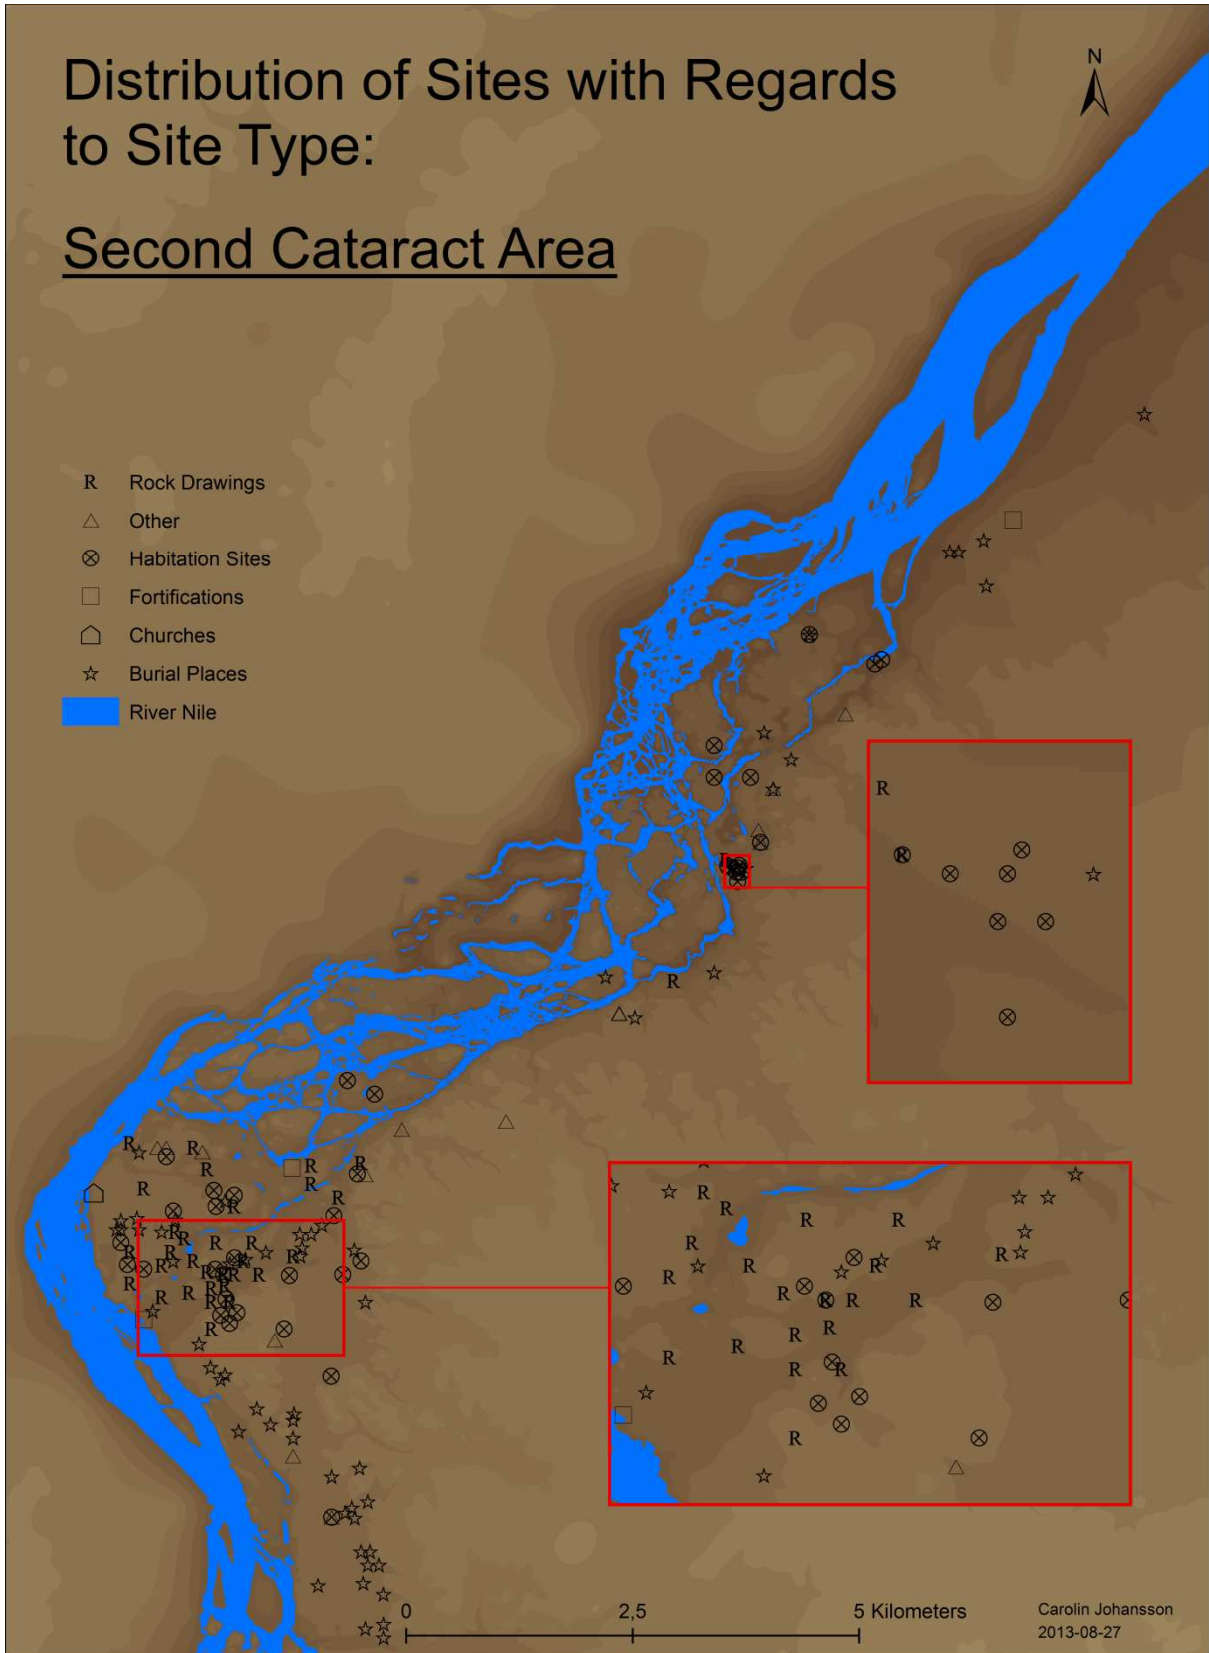 Distribution of Sites with Regards
to Site Type:
Second Cataract Area
N
R Rock Drawings
Other
Habitation Sites
Fortifications
Churches
Burial Places
River Nile
0 2,5 5 Kilometers
Carolin Johansson
2013-08-27